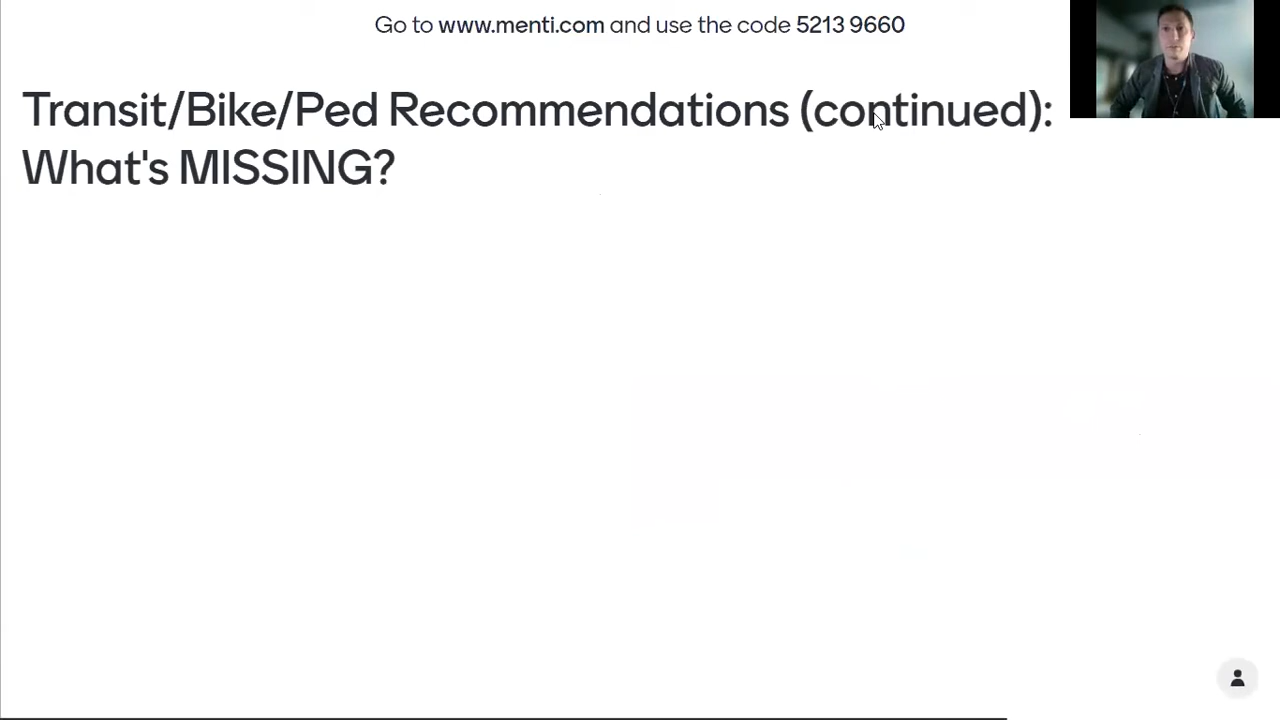 Go to www.menti.com and use the code 5213 9660
Transit/Bike/Ped Recommendations (continued):
What's MISSING?